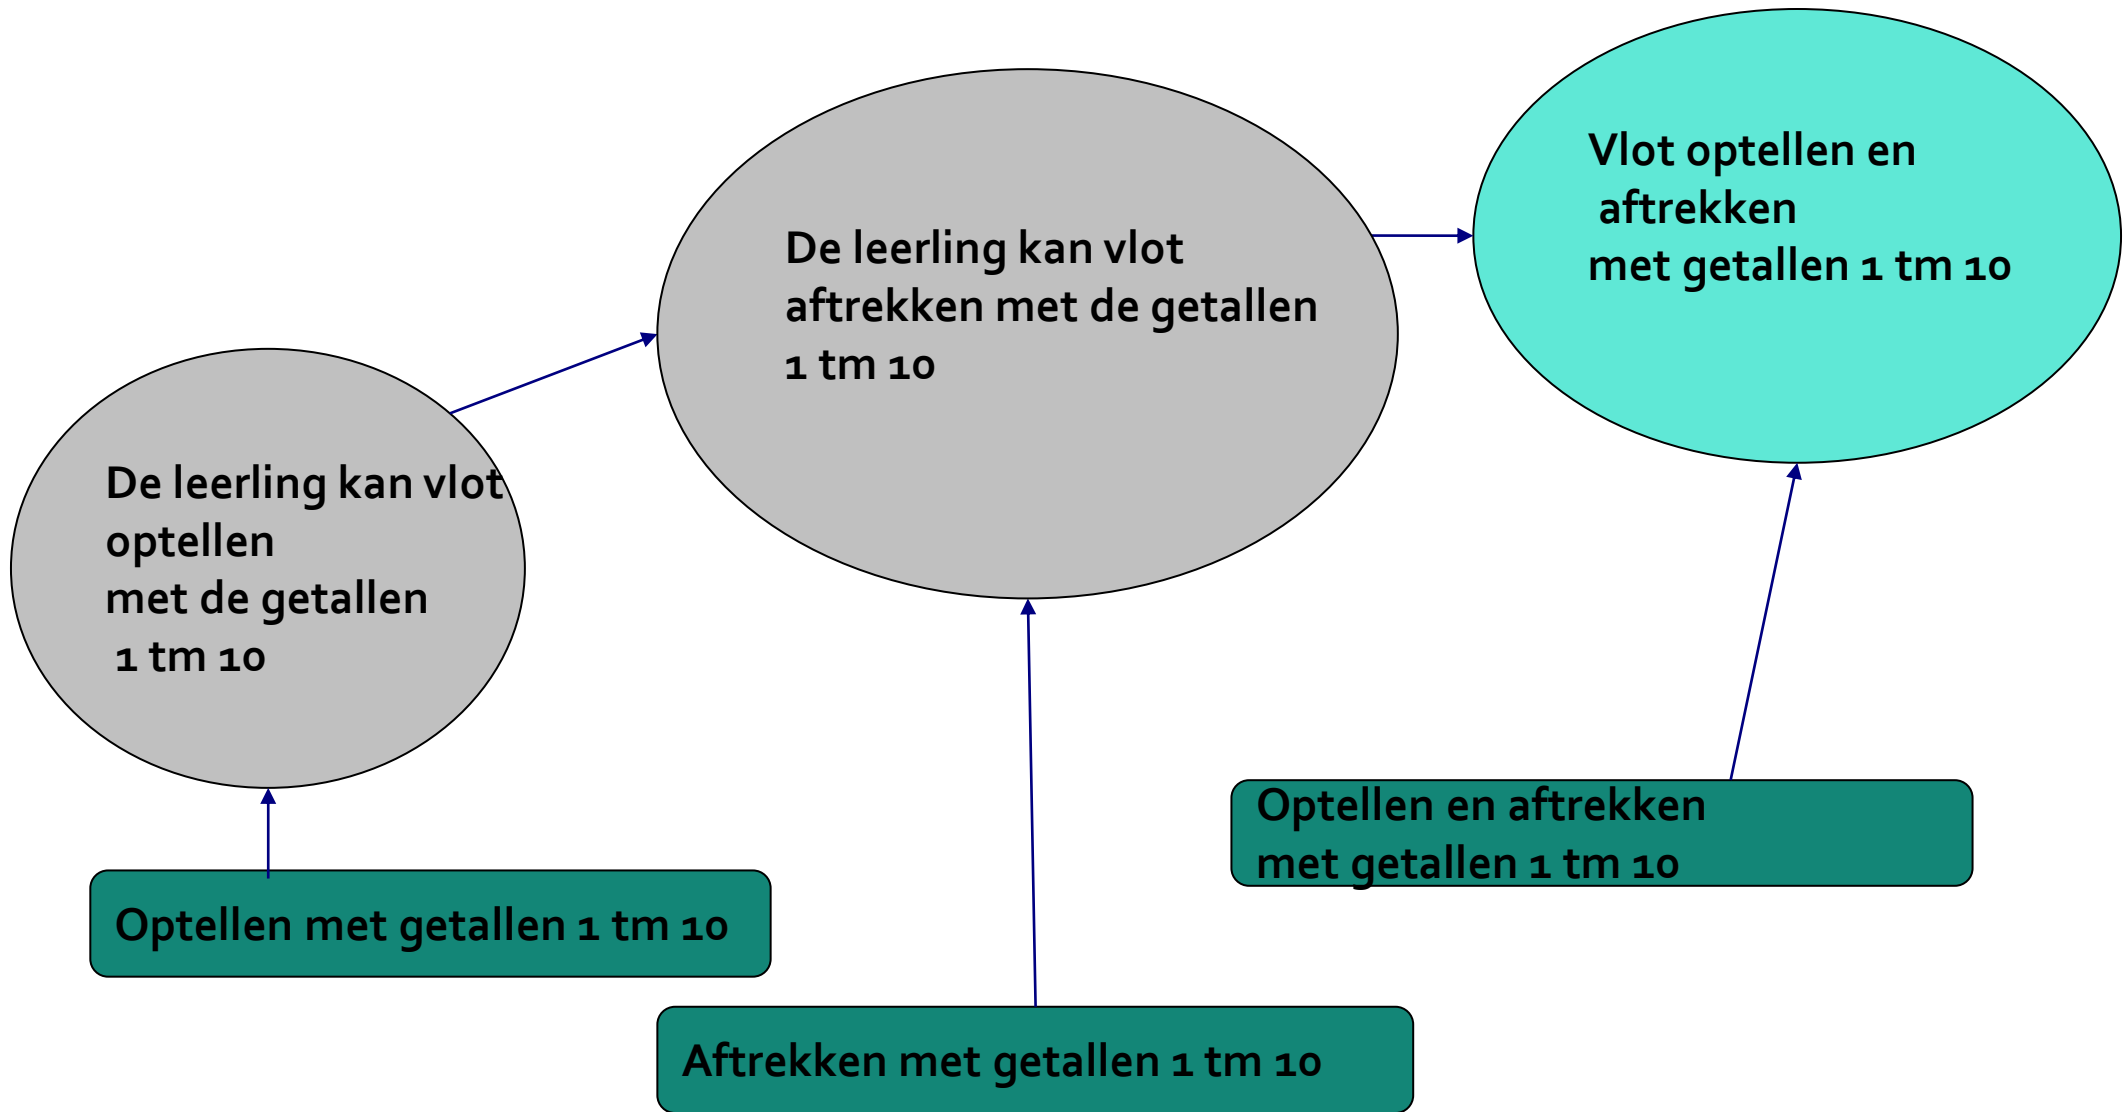 Vlot optellen en
aftrekken
met getallen 1 tm 10
De leerling kan vlot
aftrekken met de getallen
1 tm 10
De leerling kan vlot
optellen
met de getallen
1 tm 10
Optellen en aftrekken
met getallen 1 tm 10
Optellen met getallen 1 tm 10
Aftrekken met getallen 1 tm 10